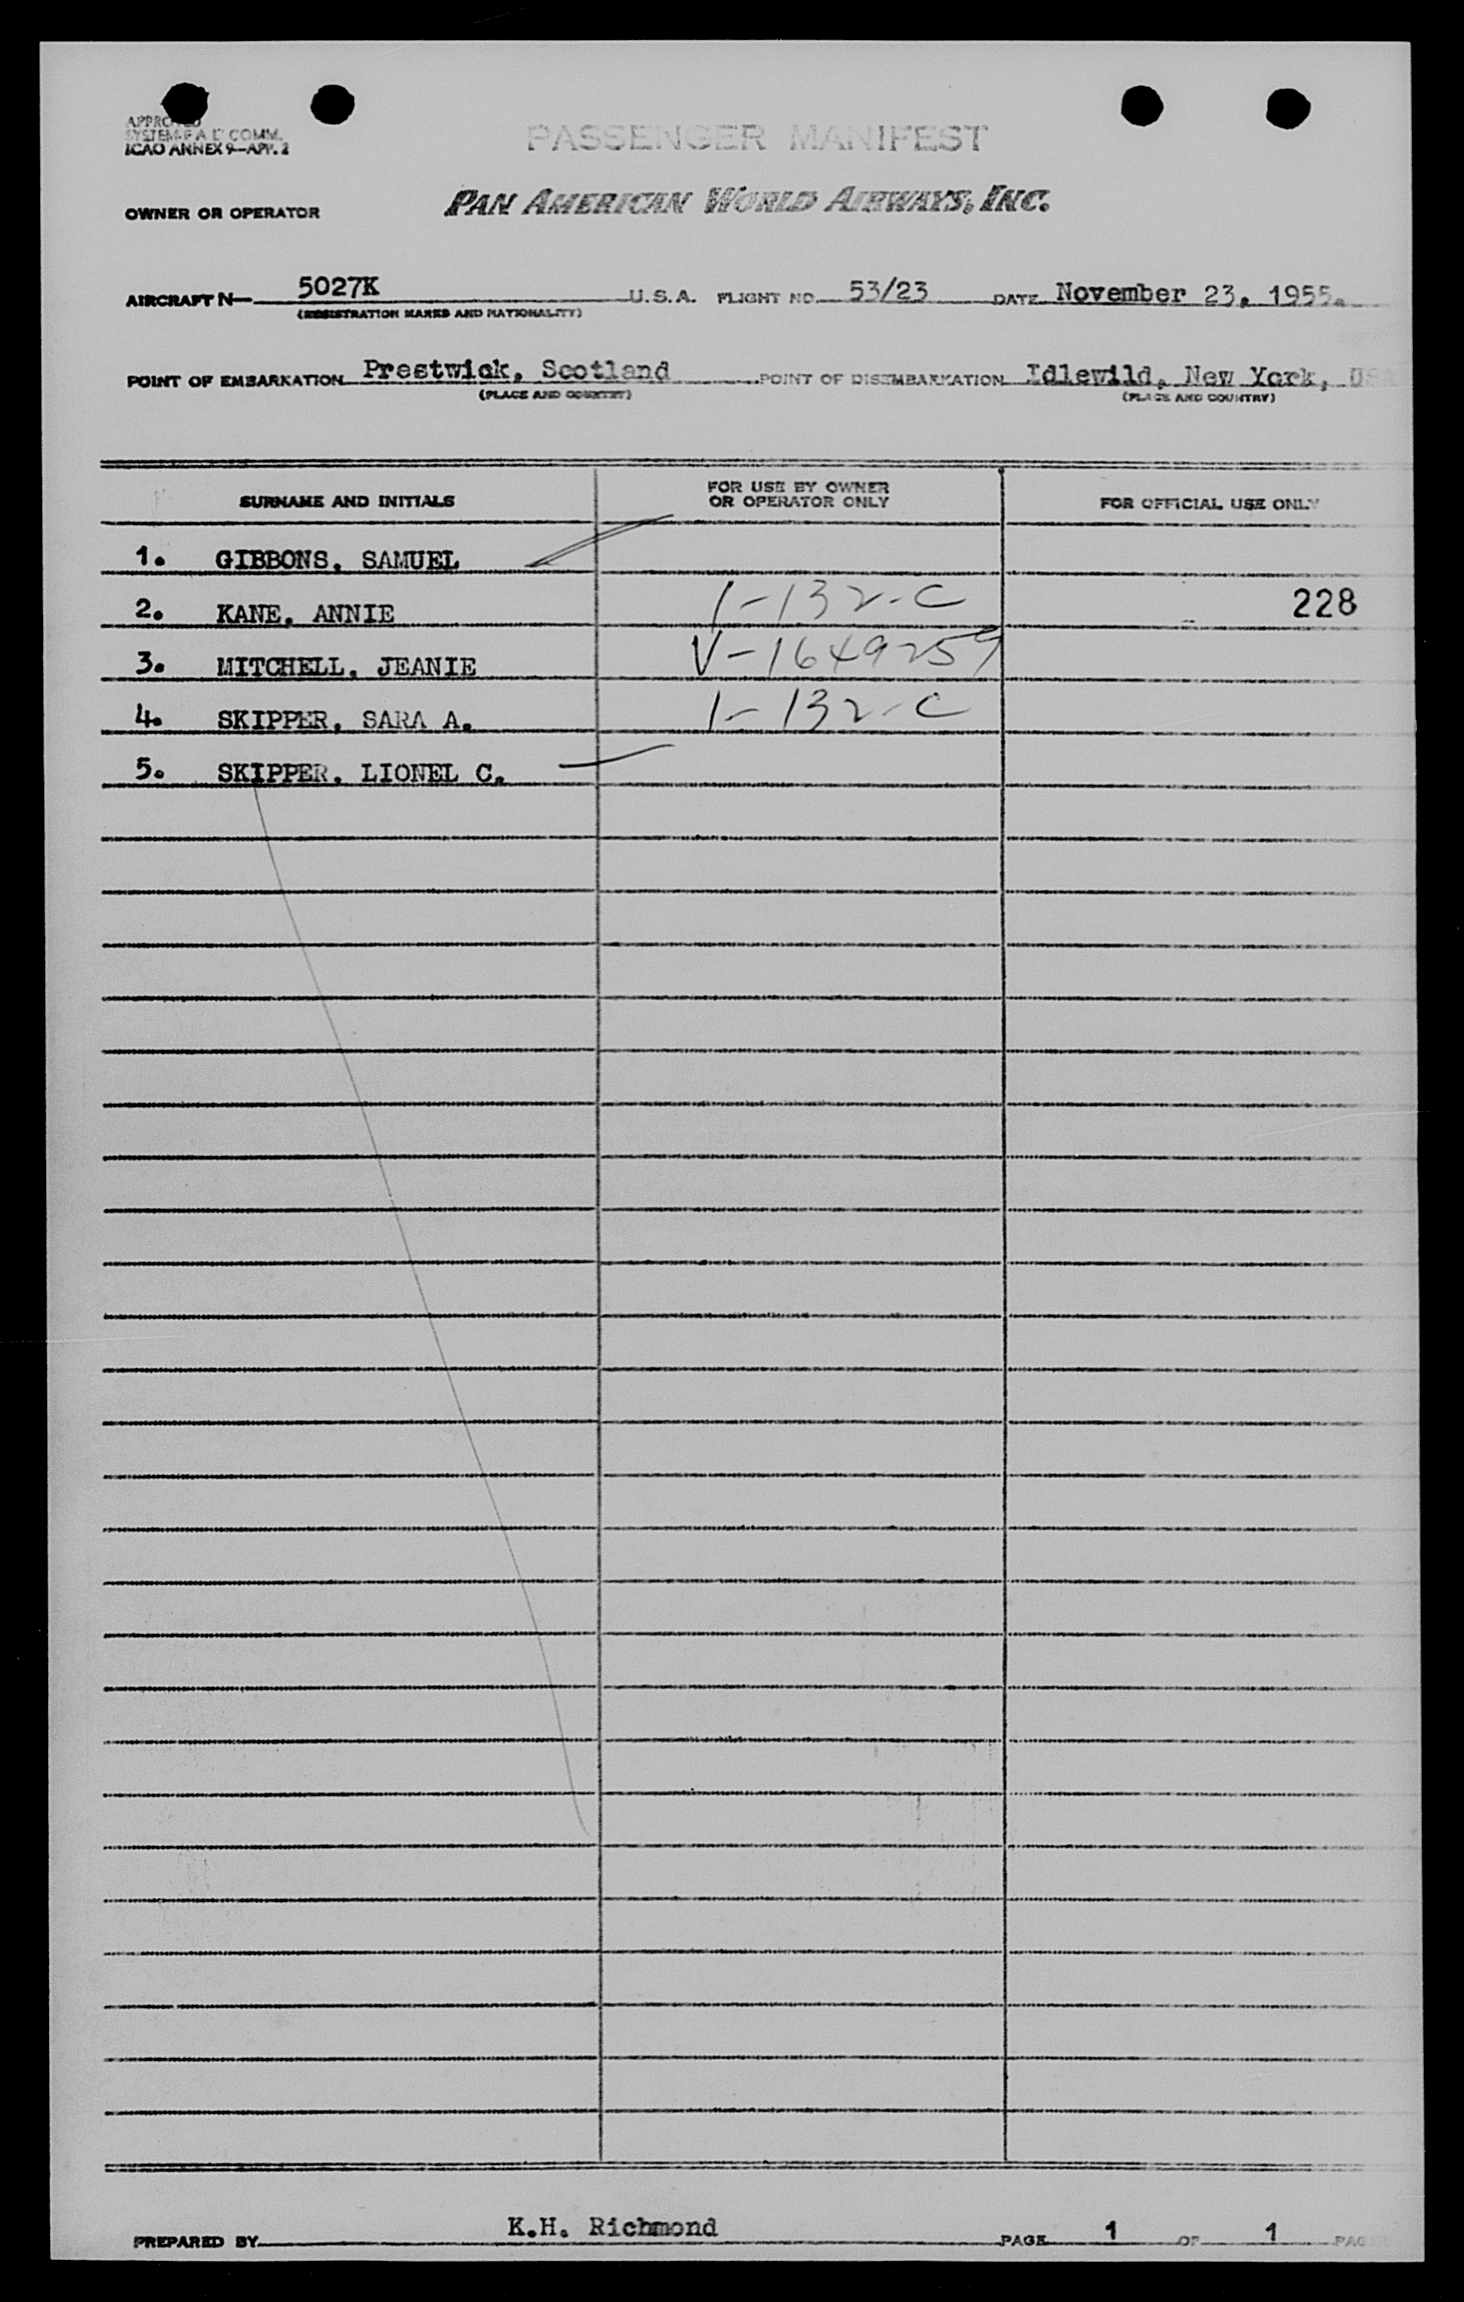 APPROVED
SYSTEM F A L COMM.
ICAO ANNEX 9—APP. 2
PASSENGER MANIFEST
OWNER OR OPERATOR PAN AMERICAN WORLD AIRWAYS, INC.
AIRCRAFT N— 5027K U.S.A. FLIGHT NO. 53/23 DATE November 23, 1955.
(REGISTRATION MARKS AND NATIONALITY)
POINT OF EMBARKATION Prestwick, Scotland POINT OF DISEMBARKATION Idlewild, New York, USA
(PLACE AND COUNTRY) (PLACE AND COUNTRY)
SURNAME AND INITIALS FOR USE BY OWNER OR OPERATOR ONLY FOR OFFICIAL USE ONLY
1. GIBBONS, SAMUEL
2. KANE, ANNIE 1-132-C 228
3. MITCHELL, JEANIE V-1649259
4. SKIPPER, SARA A. 1-132-C
5. SKIPPER, LIONEL C.
PREPARED BY K.H. Richmond PAGE 1 OF 1 PAG